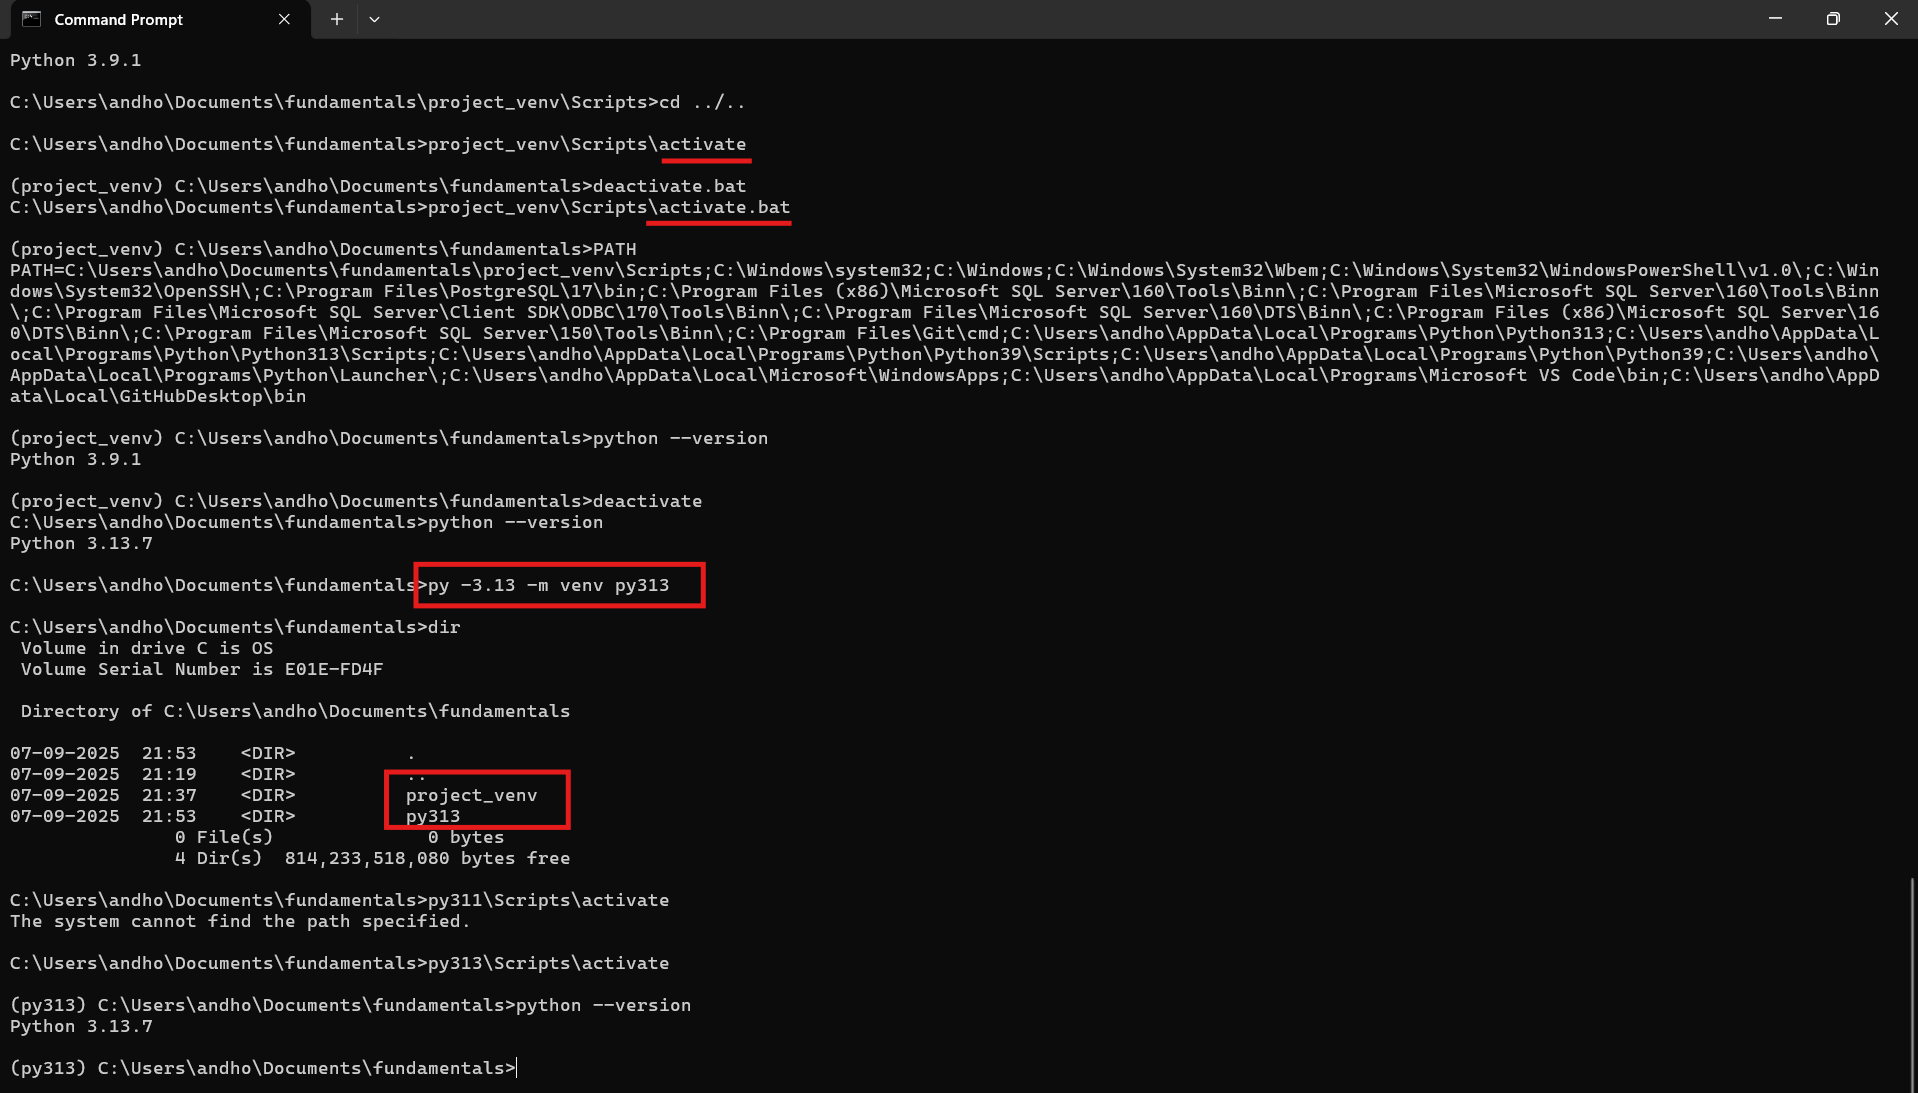 Command Prompt
Python 3.9.1
C:\Users\andho\Documents\fundamentals\project_venv\Scripts>cd ../..
C:\Users\andho\Documents\fundamentals>project_venv\Scripts\activate
(project_venv) C:\Users\andho\Documents\fundamentals>deactivate.bat
C:\Users\andho\Documents\fundamentals>project_venv\Scripts\activate.bat
(project_venv) C:\Users\andho\Documents\fundamentals>PATH
PATH=C:\Users\andho\Documents\fundamentals\project_venv\Scripts;C:\Windows\system32;C:\Windows;C:\Windows\System32\Wbem;C:\Windows\System32\WindowsPowerShell\v1.0\;C:\Win
dows\System32\OpenSSH\;C:\Program Files\PostgreSQL\17\bin;C:\Program Files (x86)\Microsoft SQL Server\160\Tools\Binn\;C:\Program Files\Microsoft SQL Server\160\Tools\Binn
\;C:\Program Files\Microsoft SQL Server\Client SDK\ODBC\170\Tools\Binn\;C:\Program Files\Microsoft SQL Server\160\DTS\Binn\;C:\Program Files (x86)\Microsoft SQL Server\16
0\DTS\Binn\;C:\Program Files\Microsoft SQL Server\150\Tools\Binn\;C:\Program Files\Git\cmd;C:\Users\andho\AppData\Local\Programs\Python\Python313;C:\Users\andho\AppData\L
ocal\Programs\Python\Python313\Scripts;C:\Users\andho\AppData\Local\Programs\Python\Python39\Scripts;C:\Users\andho\AppData\Local\Programs\Python\Python39;C:\Users\andho\
AppData\Local\Programs\Python\Launcher\;C:\Users\andho\AppData\Local\Microsoft\WindowsApps;C:\Users\andho\AppData\Local\Programs\Microsoft VS Code\bin;C:\Users\andho\AppD
ata\Local\GitHubDesktop\bin
(project_venv) C:\Users\andho\Documents\fundamentals>python --version
Python 3.9.1
(project_venv) C:\Users\andho\Documents\fundamentals>deactivate
C:\Users\andho\Documents\fundamentals>python --version
Python 3.13.7
C:\Users\andho\Documents\fundamentals>py -3.13 -m venv py313
C:\Users\andho\Documents\fundamentals>dir
Volume in drive C is OS
Volume Serial Number is E01E-FD4F
Directory of C:\Users\andho\Documents\fundamentals
07-09-2025 21:53 <DIR> .
07-09-2025 21:19 <DIR> ..
07-09-2025 21:37 <DIR> project_venv
07-09-2025 21:53 <DIR> py313
0 File(s) 0 bytes
4 Dir(s) 814,233,518,080 bytes free
C:\Users\andho\Documents\fundamentals>py311\Scripts\activate
The system cannot find the path specified.
C:\Users\andho\Documents\fundamentals>py313\Scripts\activate
(py313) C:\Users\andho\Documents\fundamentals>python --version
Python 3.13.7
(py313) C:\Users\andho\Documents\fundamentals>